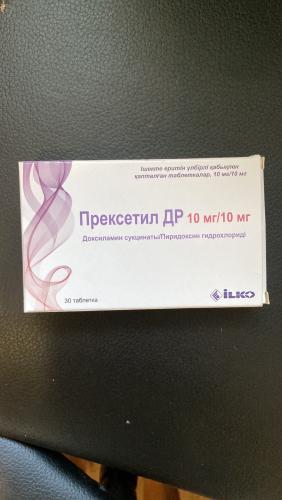 Ішекте еритін үлбірлі қабықпен
қапталған таблеткалар, 10 мг/10 мг
Прексетил ДР 10 мг/10 мг
Доксиламин сукцинаты/Пиридоксин гидрохлориді
30 таблетка
İLKO